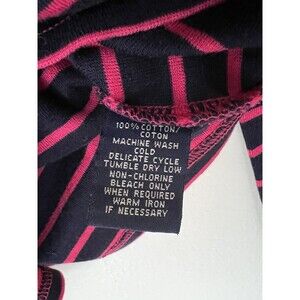 100% COTTON/
COTON
MACHINE WASH
COLD
DELICATE CYCLE
TUMBLE DRY LOW
NON-CHLORINE
BLEACH ONLY
WHEN REQUIRED
WARM IRON
IF NECESSARY